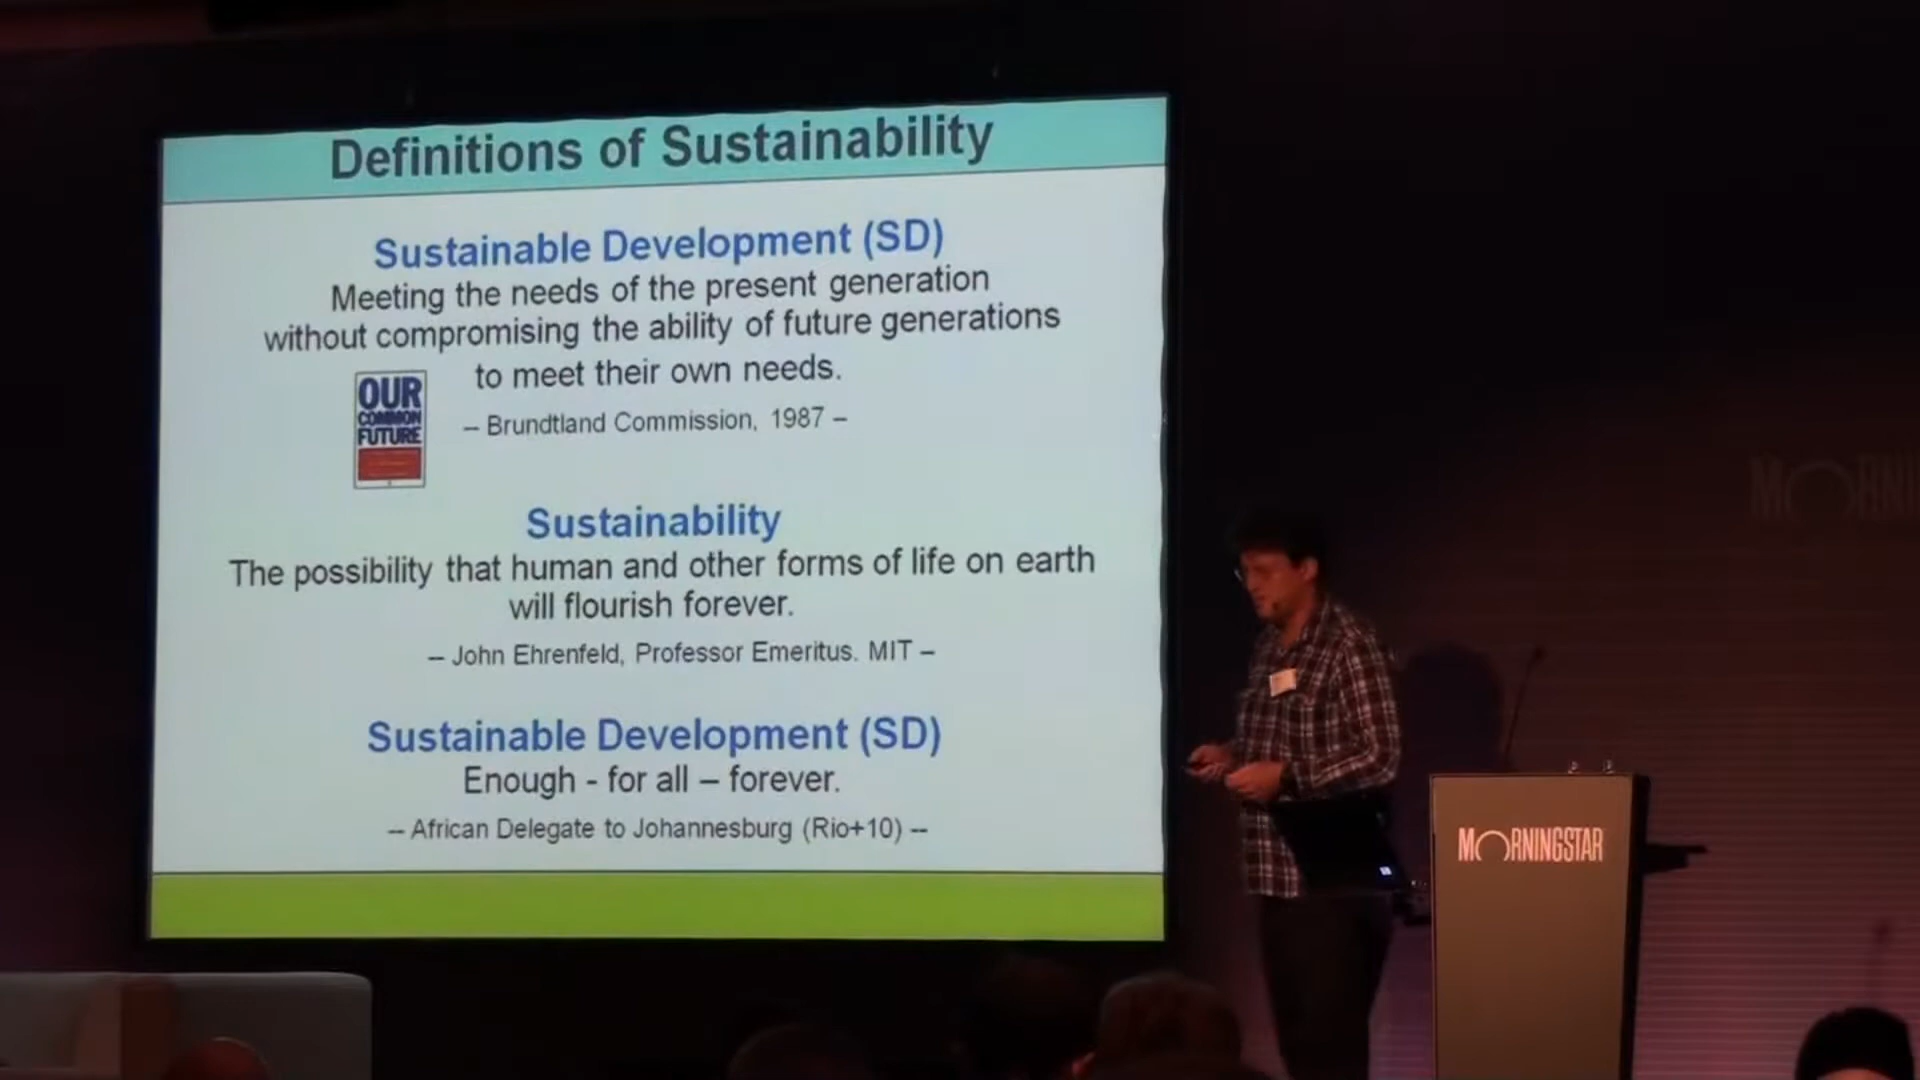 Definitions of Sustainability
Sustainable Development (SD)
Meeting the needs of the present generation
without compromising the ability of future generations
to meet their own needs.
OUR
COMMON
FUTURE
– Brundtland Commission, 1987 –
Sustainability
The possibility that human and other forms of life on earth
will flourish forever.
– John Ehrenfeld, Professor Emeritus. MIT –
Sustainable Development (SD)
Enough - for all – forever.
– African Delegate to Johannesburg (Rio+10) --
MORNINGSTAR